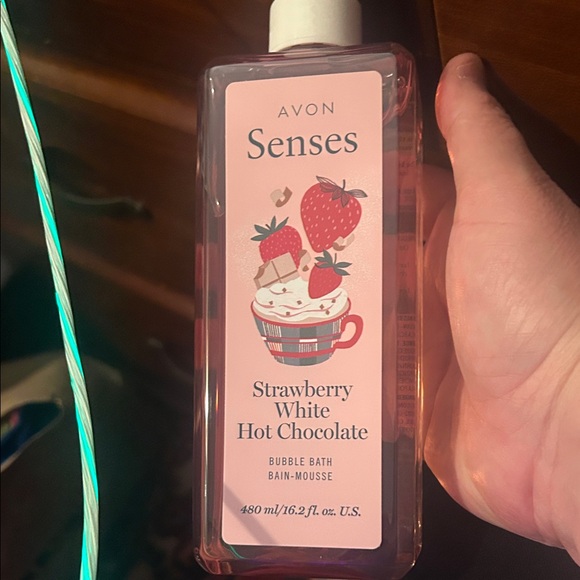 AVON
Senses
Strawberry
White
Hot Chocolate
BUBBLE BATH
BAIN-MOUSSE
480 ml/16.2 fl. oz. U.S.